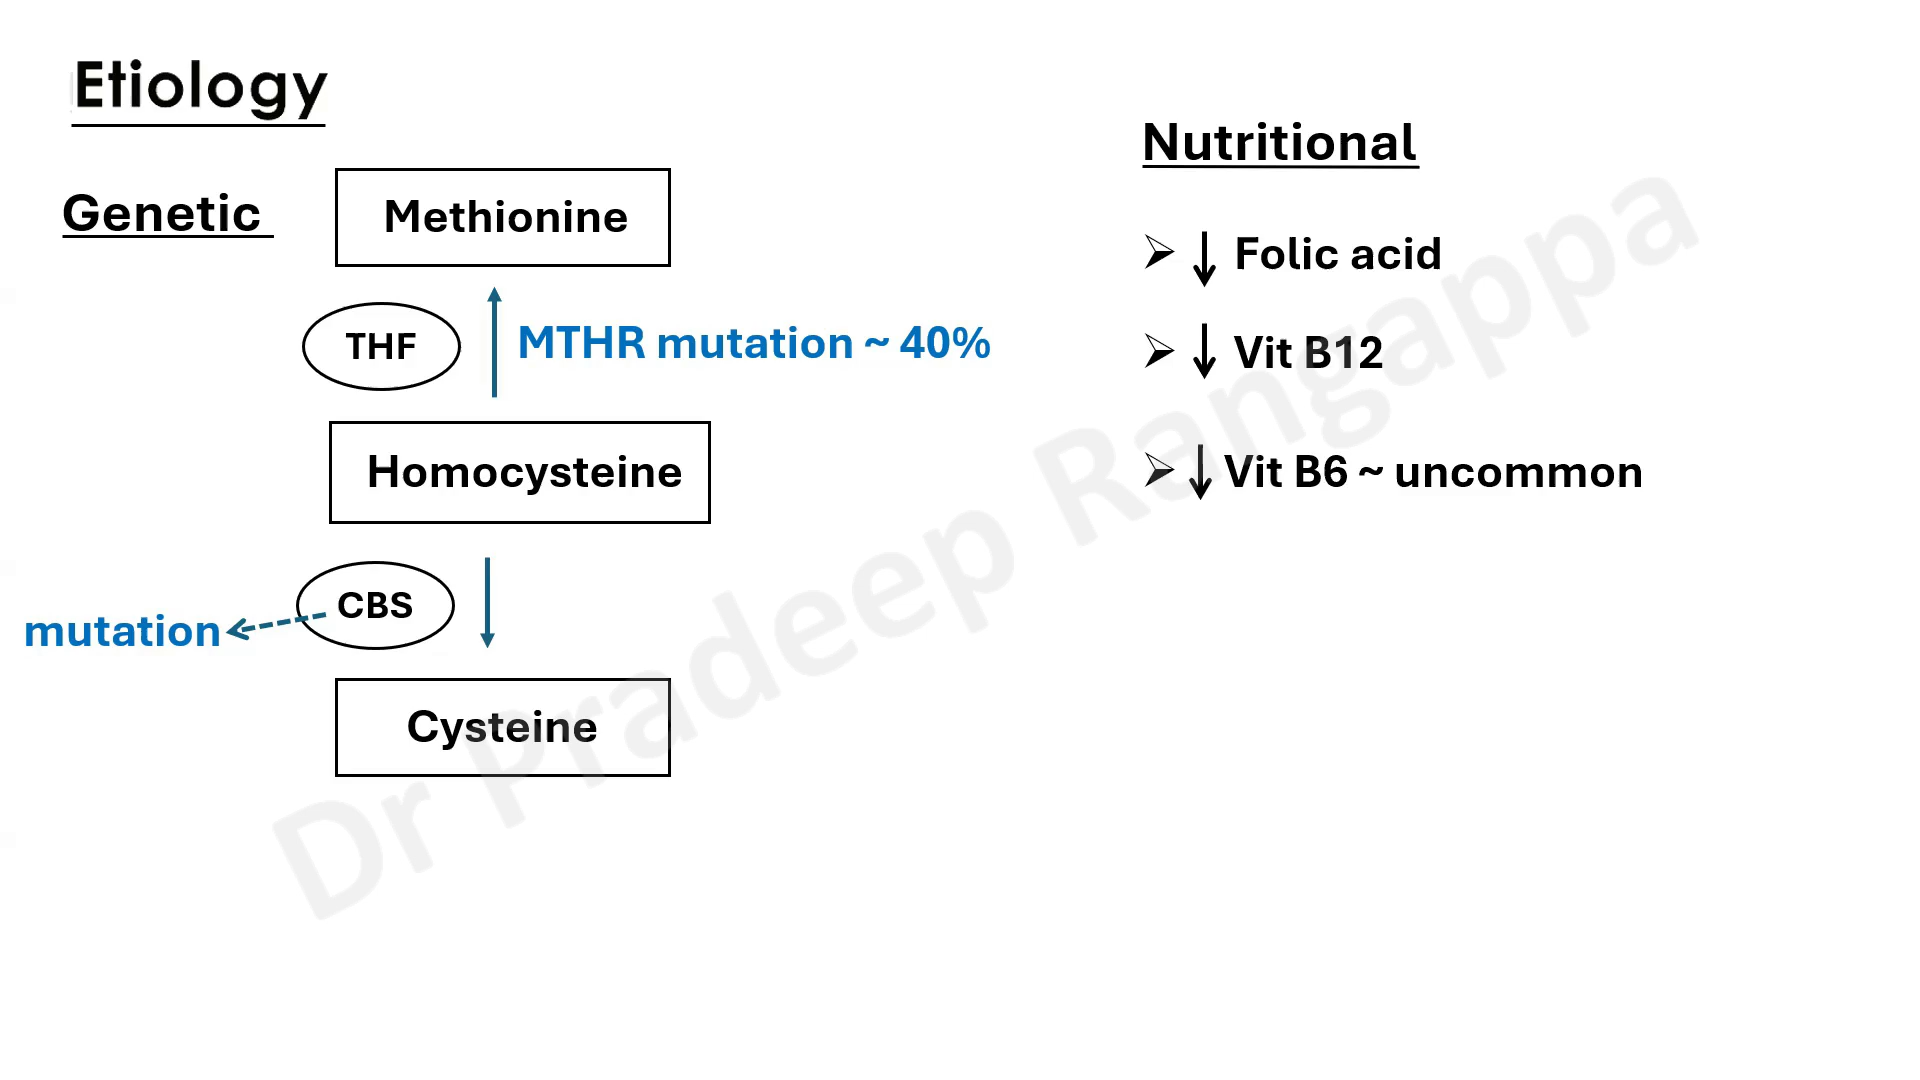 Etiology
Genetic
Methionine
THF
MTHR mutation ~ 40%
Homocysteine
CBS
mutation
Cysteine
Nutritional
➢ ↓ Folic acid
➢ ↓ Vit B12
➢ ↓ Vit B6 ~ uncommon
Dr Pradeep Rangappa